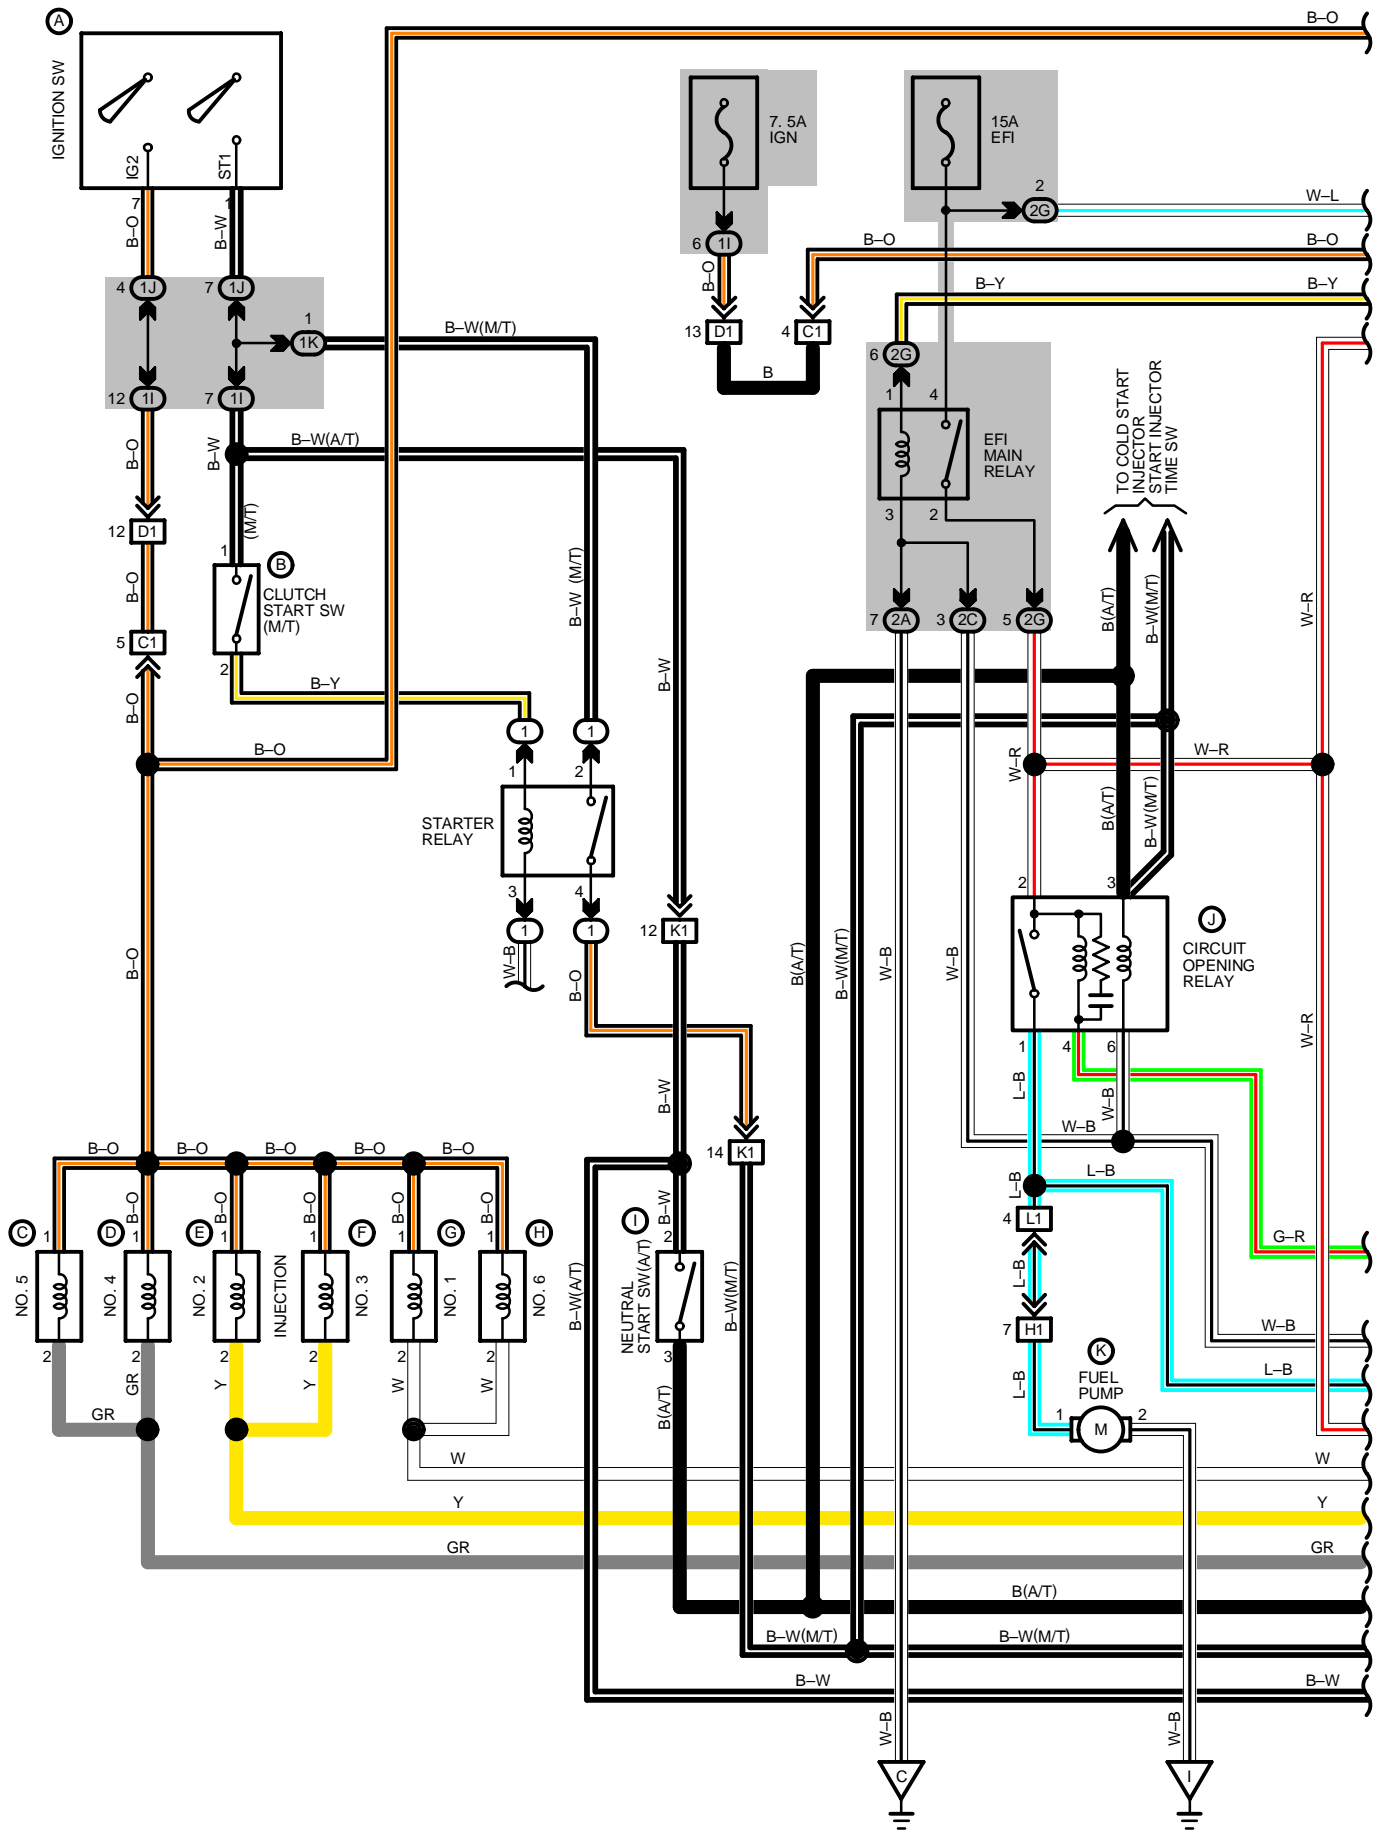 A
B–O
IGNITION SW
IG2
ST1
7
1
B–O
B–W
7. 5A
IGN
15A
EFI
2
2G
W–L
6
1I
B–O
B–O
B–O
4
1J
7
1J
1
1K
B–W(M/T)
B–Y
B–Y
13
D1
4
C1
B
6
2G
12
1I
7
1I
1
4
TO COLD START
INJECTOR
START INJECTOR
TIME SW
B–O
B–W
B–W(A/T)
EFI
MAIN
RELAY
3
2
12
D1
(M/T)
1
B
CLUTCH
START SW
(M/T)
2
B–O
5
C1
B–W (M/T)
7
2A
3
2C
5
2G
B(A/T)
B–W(M/T)
W–R
B–O
B–Y
B–W
B–O
1
1
W–R
W–R
1
2
STARTER
RELAY
B(A/T)
B–W(M/T)
3
4
1
1
12
K1
2
3
J
CIRCUIT
OPENING
RELAY
B–O
W–B
B–O
B(A/T)
B–W(M/T)
W–B
W–B
W–R
1
4
6
L–B
W–B
B–W
W–B
14
K1
B–O
B–O
B–O
B–O
B–O
L–B
L–B
B–O
B–O
B–O
B–O
B–O
B–W
4
L1
C
1
D
1
E
1
1
F
1
G
1
H
I
2
G–R
NO. 5
NO. 4
NO. 2
INJECTION
NO. 3
NO. 1
NO. 6
B–W(A/T)
NEUTRAL
START SW(A/T)
B–W(M/T)
L–B
7
H1
W–B
2
2
2
2
2
2
3
K
FUEL
PUMP
L–B
L–B
GR
Y
Y
W
W
B(A/T)
GR
1
M
2
W
W
Y
Y
GR
GR
B(A/T)
B–W(M/T)
B–W(M/T)
B–W
B–W
W–B
W–B
C
I